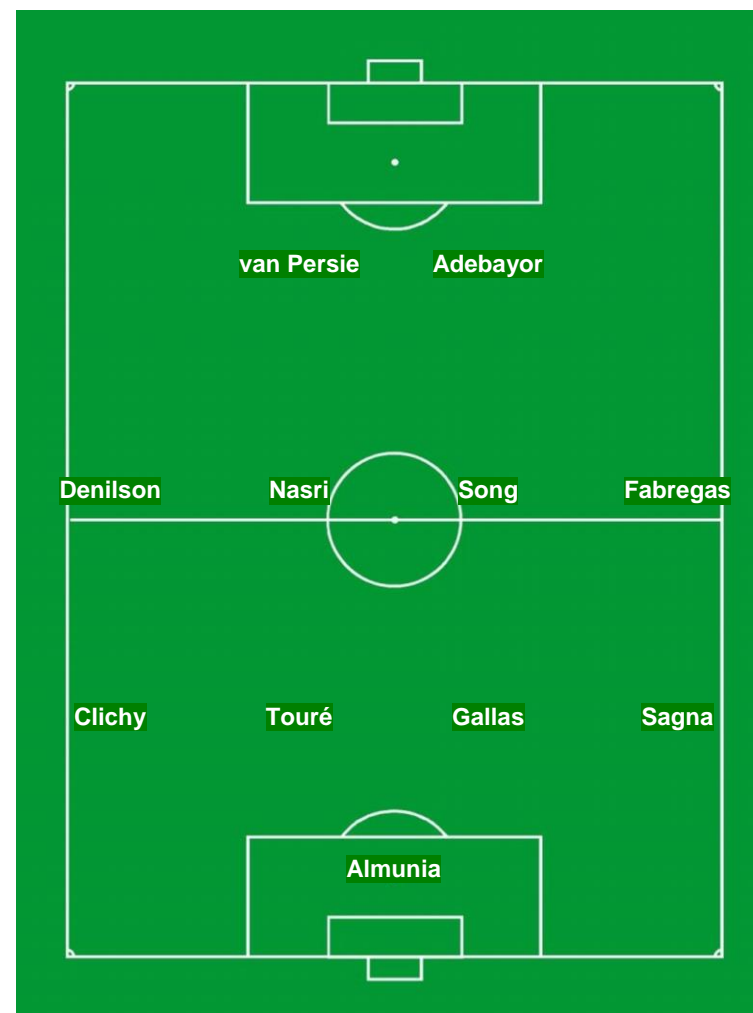 van Persie Adebayor
Denilson Nasri Song Fabregas
Clichy Touré Gallas Sagna
Almunia